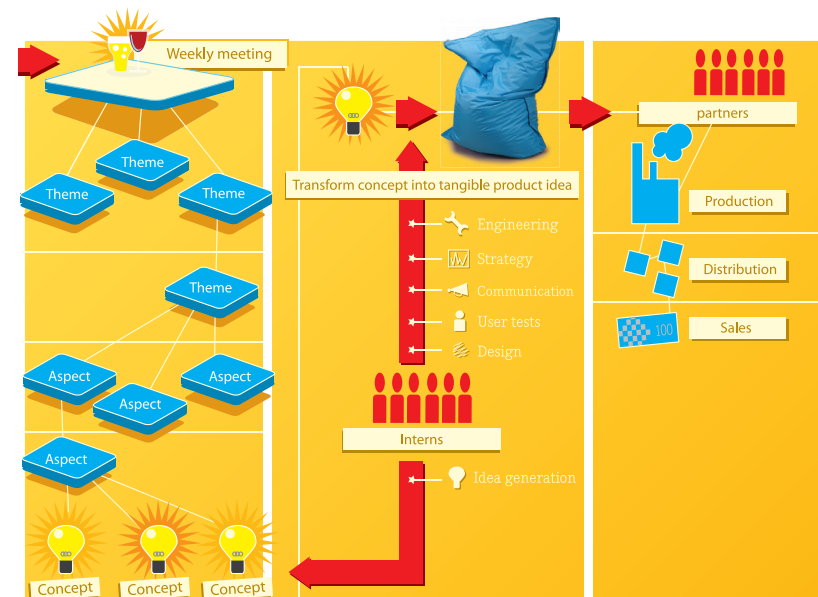 Weekly meeting
Theme
Theme
Theme
Theme
Aspect
Aspect
Aspect
Aspect
Concept
Concept
Concept
Transform concept into tangible product idea
Engineering
Strategy
Communication
User tests
Design
Interns
Idea generation
partners
Production
Distribution
100
Sales